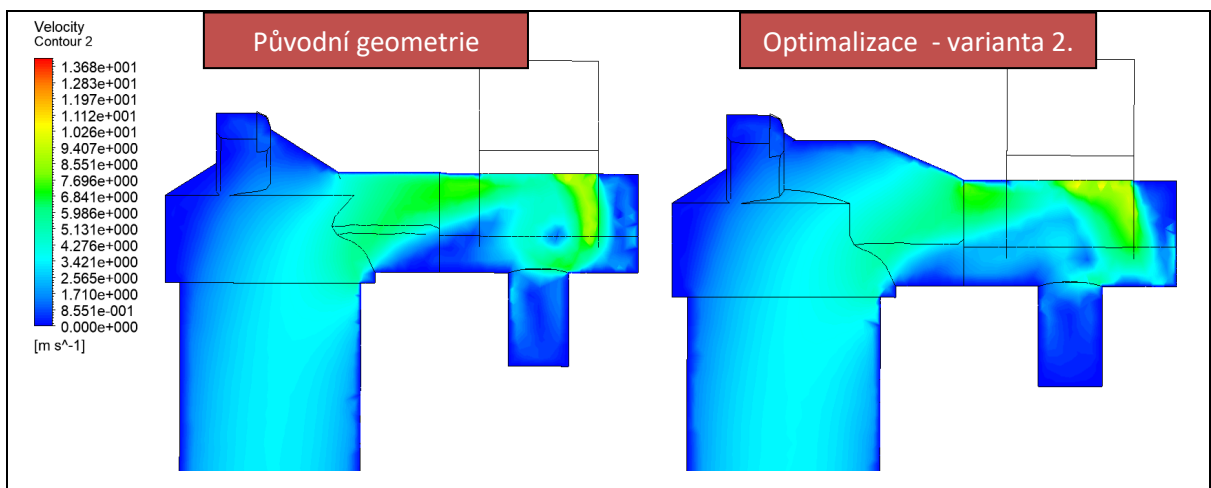 Velocity
Contour 2
Původní geometrie
Optimalizace - varianta 2.
1.368e+001
1.283e+001
1.197e+001
1.112e+001
1.026e+001
9.407e+000
8.551e+000
7.696e+000
6.841e+000
5.986e+000
5.131e+000
4.276e+000
3.421e+000
2.565e+000
1.710e+000
8.551e-001
0.000e+000
[m s^-1]